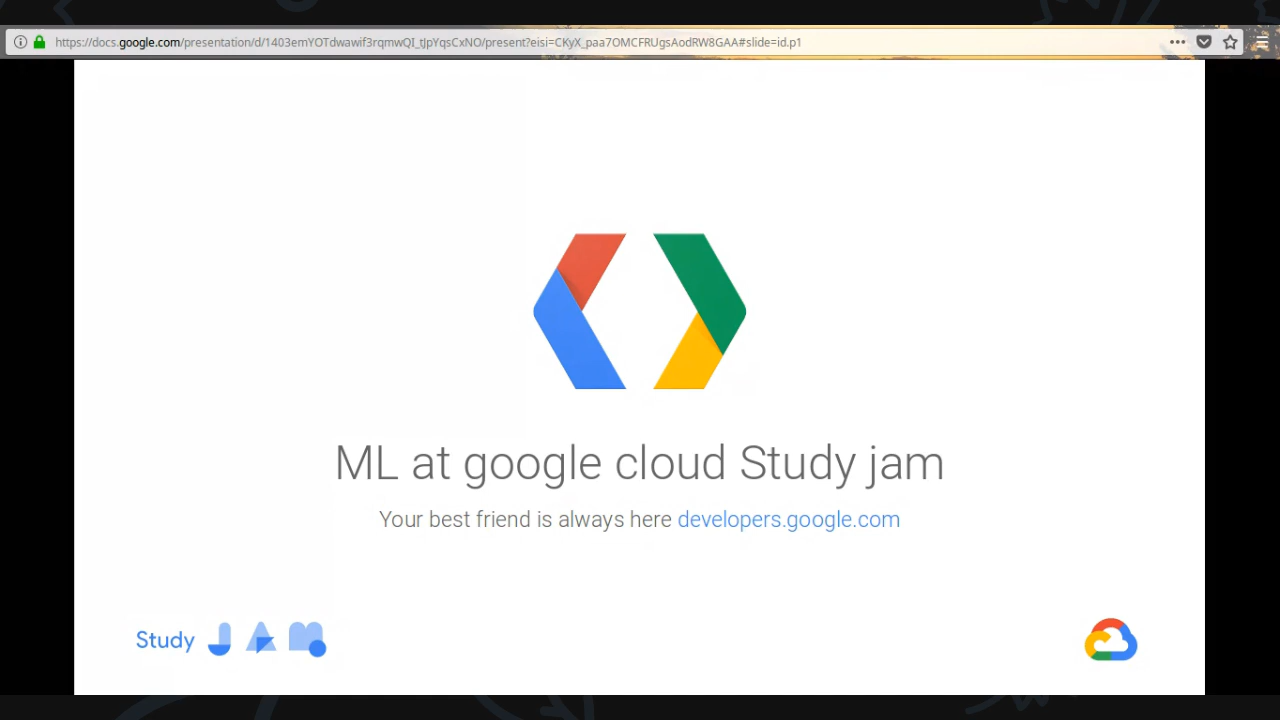 https://docs.google.com/presentation/d/1403emYOTdwawif3rqmwQI_tJpYqsCxNO/present?eisi=CKyX_paa7OMCFRUgsAodRW8GAA#slide=id.p1
ML at google cloud Study jam
Your best friend is always here developers.google.com
Study JAM